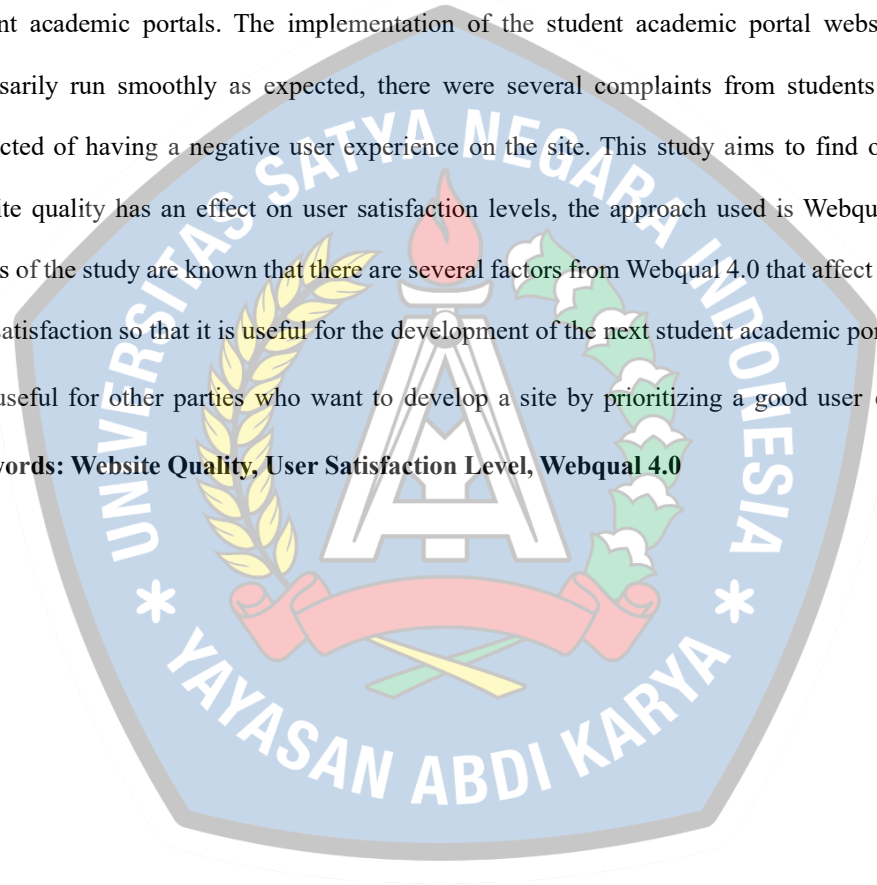 nt academic portals. The implementation of the student academic portal webs
sarily run smoothly as expected, there were several complaints from students
cted of having a negative user experience on the site. This study aims to find o
ite quality has an effect on user satisfaction levels, the approach used is Webqu
s of the study are known that there are several factors from Webqual 4.0 that affect
satisfaction so that it is useful for the development of the next student academic por
useful for other parties who want to develop a site by prioritizing a good user
words: Website Quality, User Satisfaction Level, Webqual 4.0
UNIVERSITAS SATYA NEGARA INDONESIA
* YAYASAN ABDI KARYA *